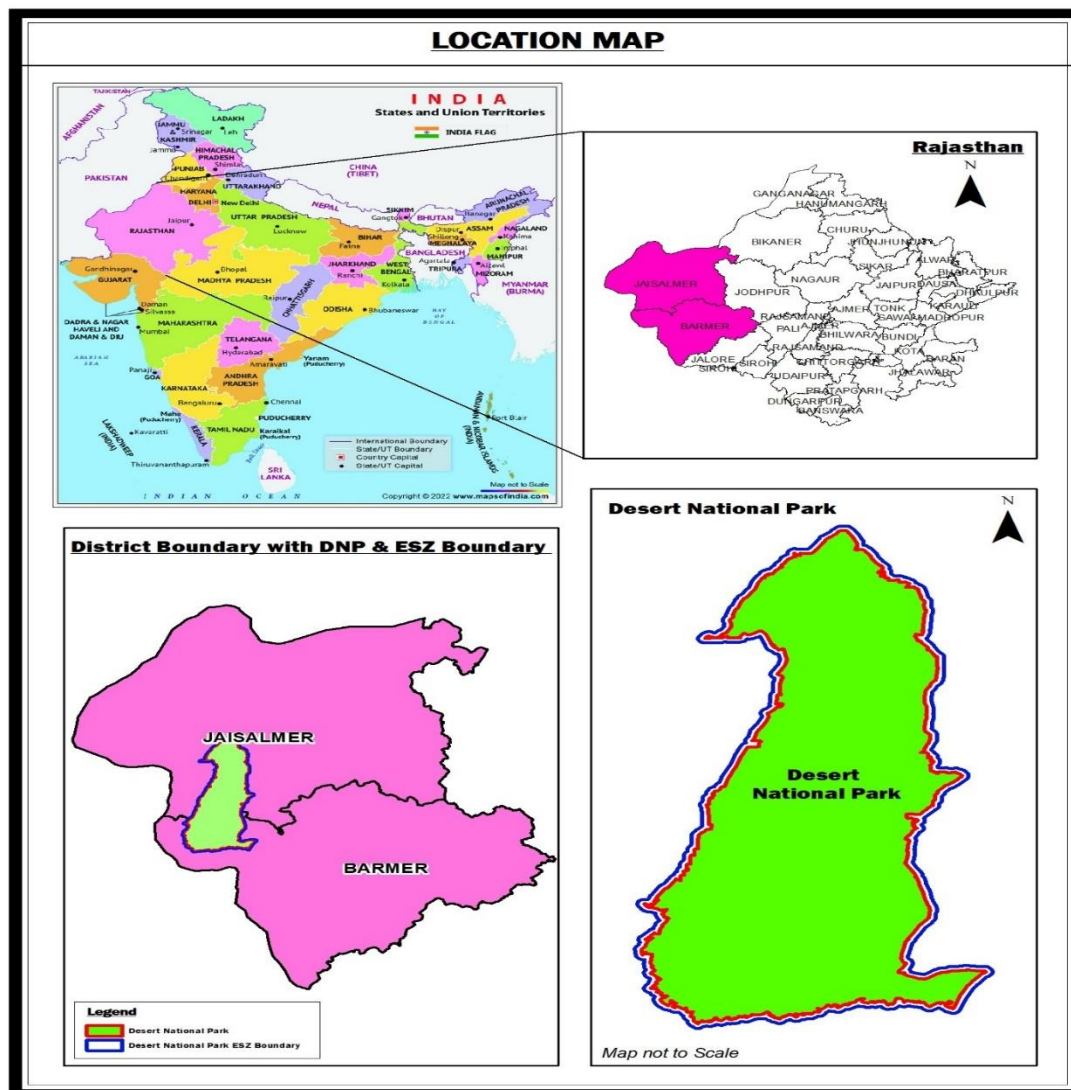 LOCATION MAP
INDIA
States and Union Territories
INDIA FLAG
TAJIKISTAN
AFGHANISTAN
PAKISTAN
CHINA
(TIBET)
NEPAL
BHUTAN
BANGLADESH
MYANMAR
(BURMA)
LADAKH
Leh
JAMMU
&
KASHMIR
Srinagar
Jammu
HIMACHAL
PRADESH
Shimla
PUNJAB
Chandigarh
Dehradun
UTTARAKHAND
HARYANA
DELHI
New Delhi
RAJASTHAN
Jaipur
UTTAR PRADESH
Lucknow
BIHAR
Patna
SIKKIM
Gangtok
ARUNACHAL
PRADESH
Itanagar
ASSAM
Dispur
NAGALAND
Kohima
Shillong
MEGHALAYA
MANIPUR
Imphal
Agartala
TRIPURA
Aizawl
MIZORAM
Gandhinagar
GUJARAT
Bhopal
MADHYA PRADESH
JHARKHAND
Ranchi
WEST
BENGAL
Kolkata
CHHATTISGARH
Raipur
ODISHA
Bhubaneswar
BAY
OF
BENGAL
Daman
Silvassa
DADRA & NAGAR
HAVELI AND
DAMAN & DIU
Mumbai
MAHARASHTRA
ARABIAN
SEA
TELANGANA
Hyderabad
Amaravati
Yanam
(Puducherry)
ANDHRA
PRADESH
Panaji
GOA
KARNATAKA
Bengaluru
Chennai
PUDUCHERRY
Mahe
(Puducherry)
Karaikal
(Puducherry)
TAMIL NADU
KERALA
LAKSHADWEEP
(INDIA)
Kavaratti
Thiruvananthapuram
SRI
LANKA
ANDAMAN & NICOBAR ISLANDS
(INDIA)
Port Blair
International Boundary
State/UT Boundary
Country Capital
State/UT Capital
Map not to Scale
INDIAN OCEAN
Copyright © 2022 www.mapsofindia.com
Rajasthan
N
GANGANAGAR
HANUMANGARH
CHURU
BIKANER
JHUNJHUNUN
SIKAR
ALWAR
BHARATPUR
JAISALMER
NAGAUR
JAIPUR
DAUSA
DHAULPUR
JODHPUR
KARAULI
RAJSAMAND
AJMER
AJMER
TONK
SAWAI MADHOPUR
BARMER
PALI
BHILWARA
BUNDI
RAJSAMAND
KOTA
JALORE
SIROHI
SIROHI
CHITTORGARH
BARAN
UDAIPUR
JHALAWAR
PRATAPGARH
DUNGARPUR
BANSWARA
District Boundary with DNP & ESZ Boundary
JAISALMER
BARMER
Legend
Desert National Park
Desert National Park ESZ Boundary
Desert National Park
N
Desert
National Park
Map not to Scale